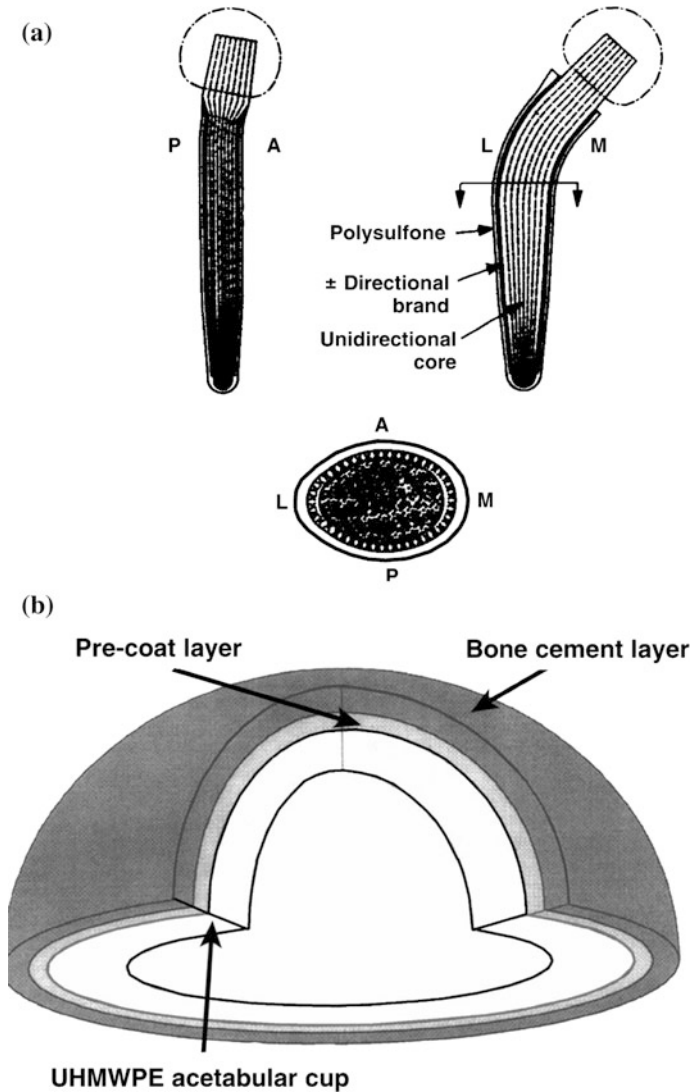 (a)
P
A
L
M
Polysulfone
± Directional
brand
Unidirectional
core
A
L
M
P
(b)
Pre-coat layer
Bone cement layer
UHMWPE acetabular cup